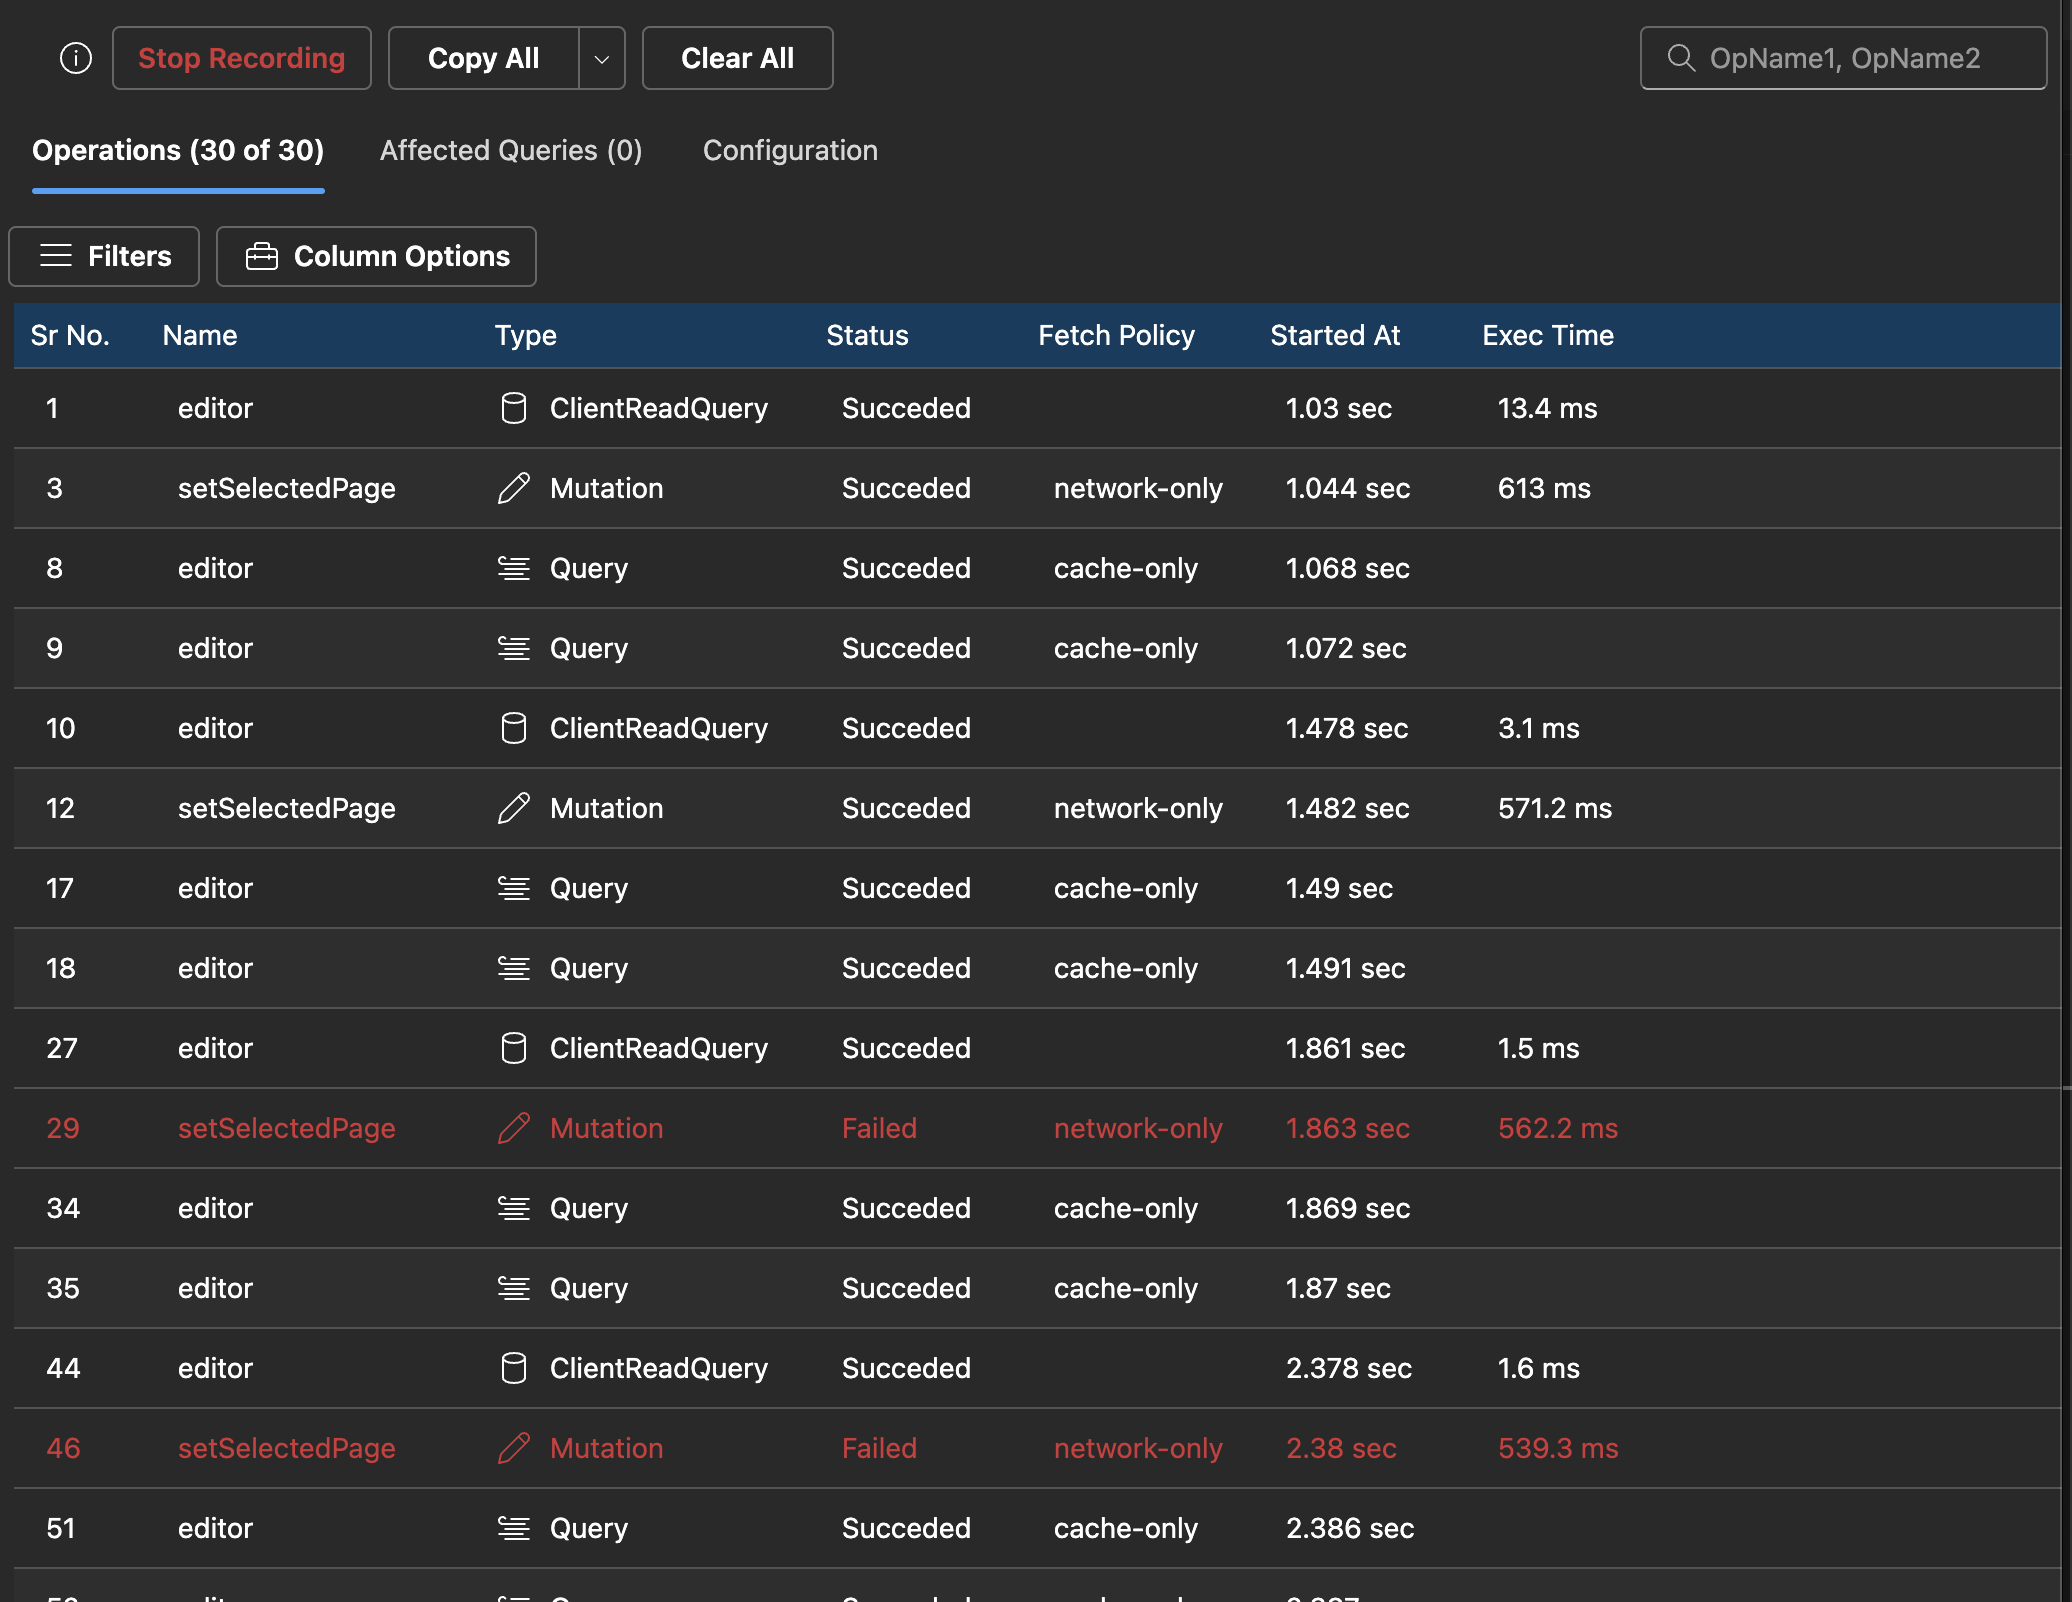 Stop Recording Copy All Clear All OpName1, OpName2
Operations (30 of 30) Affected Queries (0) Configuration
Filters Column Options
Sr No. Name Type Status Fetch Policy Started At Exec Time
1 editor ClientReadQuery Succeded 1.03 sec 13.4 ms
3 setSelectedPage Mutation Succeded network-only 1.044 sec 613 ms
8 editor Query Succeded cache-only 1.068 sec
9 editor Query Succeded cache-only 1.072 sec
10 editor ClientReadQuery Succeded 1.478 sec 3.1 ms
12 setSelectedPage Mutation Succeded network-only 1.482 sec 571.2 ms
17 editor Query Succeded cache-only 1.49 sec
18 editor Query Succeded cache-only 1.491 sec
27 editor ClientReadQuery Succeded 1.861 sec 1.5 ms
29 setSelectedPage Mutation Failed network-only 1.863 sec 562.2 ms
34 editor Query Succeded cache-only 1.869 sec
35 editor Query Succeded cache-only 1.87 sec
44 editor ClientReadQuery Succeded 2.378 sec 1.6 ms
46 setSelectedPage Mutation Failed network-only 2.38 sec 539.3 ms
51 editor Query Succeded cache-only 2.386 sec